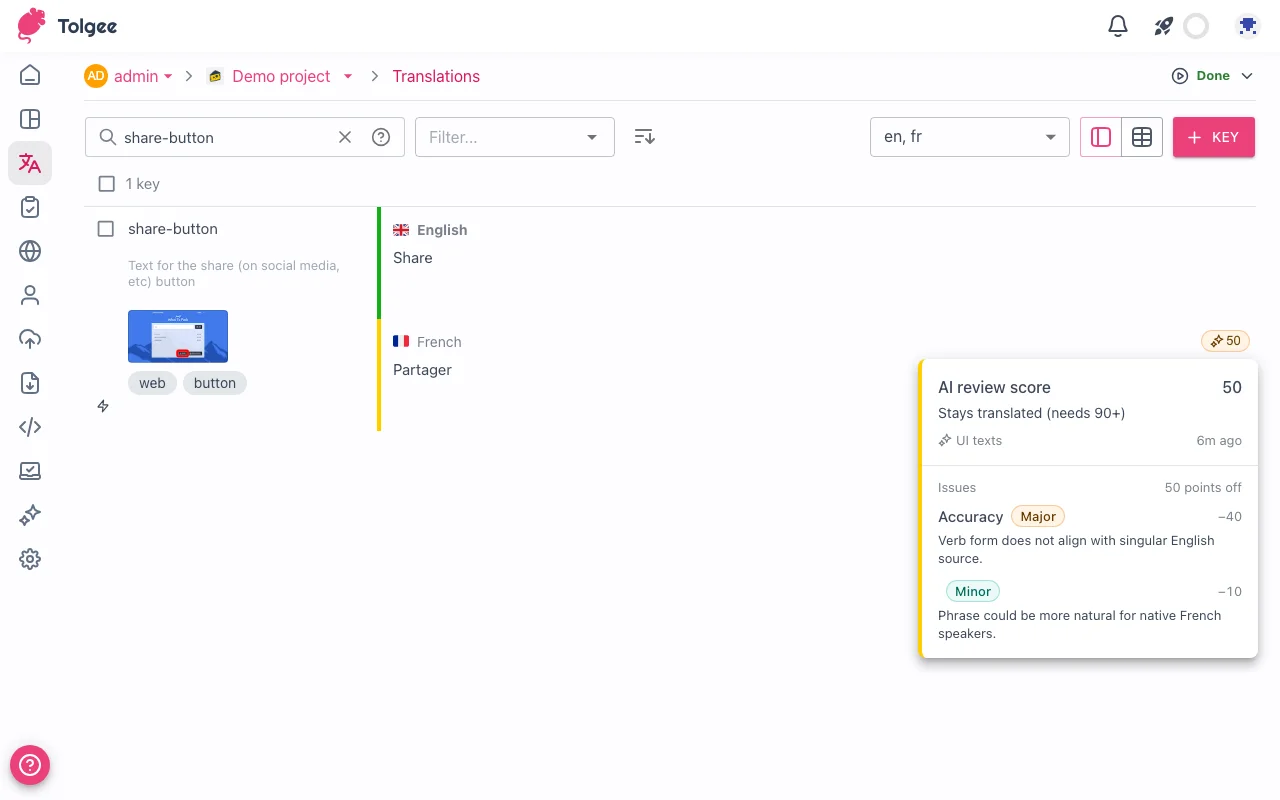 Tolgee
AD admin
Demo project
Translations
Done
share-button
Filter...
en, fr
KEY
1 key
share-button
Text for the share (on social media,
etc) button
web
button
English
Share
French
Partager
50
AI review score 50
Stays translated (needs 90+)
UI texts 6m ago
Issues 50 points off
Accuracy Major −40
Verb form does not align with singular English
source.
Minor −10
Phrase could be more natural for native French
speakers.